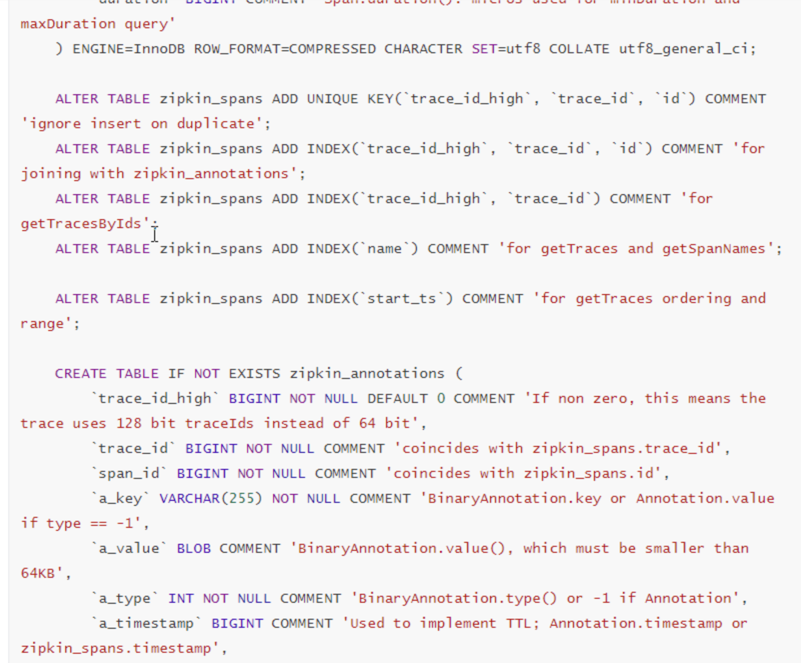 `duration` BIGINT COMMENT 'Span.duration(): micros used for minDuration and
maxDuration query'
) ENGINE=InnoDB ROW_FORMAT=COMPRESSED CHARACTER SET=utf8 COLLATE utf8_general_ci;
ALTER TABLE zipkin_spans ADD UNIQUE KEY(`trace_id_high`, `trace_id`, `id`) COMMENT
'ignore insert on duplicate';
ALTER TABLE zipkin_spans ADD INDEX(`trace_id_high`, `trace_id`, `id`) COMMENT 'for
joining with zipkin_annotations';
ALTER TABLE zipkin_spans ADD INDEX(`trace_id_high`, `trace_id`) COMMENT 'for
getTracesByIds';
ALTER TABLE zipkin_spans ADD INDEX(`name`) COMMENT 'for getTraces and getSpanNames';
ALTER TABLE zipkin_spans ADD INDEX(`start_ts`) COMMENT 'for getTraces ordering and
range';
CREATE TABLE IF NOT EXISTS zipkin_annotations (
`trace_id_high` BIGINT NOT NULL DEFAULT 0 COMMENT 'If non zero, this means the
trace uses 128 bit traceIds instead of 64 bit',
`trace_id` BIGINT NOT NULL COMMENT 'coincides with zipkin_spans.trace_id',
`span_id` BIGINT NOT NULL COMMENT 'coincides with zipkin_spans.id',
`a_key` VARCHAR(255) NOT NULL COMMENT 'BinaryAnnotation.key or Annotation.value
if type == -1',
`a_value` BLOB COMMENT 'BinaryAnnotation.value(), which must be smaller than
64KB',
`a_type` INT NOT NULL COMMENT 'BinaryAnnotation.type() or -1 if Annotation',
`a_timestamp` BIGINT COMMENT 'Used to implement TTL; Annotation.timestamp or
zipkin_spans.timestamp',